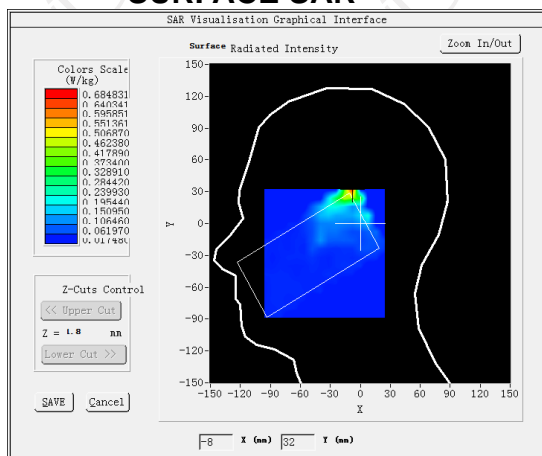 SURFACE SAR
SAR Visualisation Graphical Interface
Surface Radiated Intensity
Zoom In/Out
Colors Scale
(W/kg)
0.684831
0.640341
0.595851
0.551361
0.506870
0.462380
0.417890
0.373400
0.328910
0.284420
0.239930
0.195440
0.150950
0.106460
0.061970
0.017480
Z-Cuts Control
<< Upper Cut
Z = 1.8 mm
Lower Cut >>
SAVE Cancel
150
120
90
60
30
0
-30
-60
-90
-120
-150
Y
-150 -120 -90 -60 -30 0 30 60 90 120 150
X
-8 X (mm) 32 Y (mm)